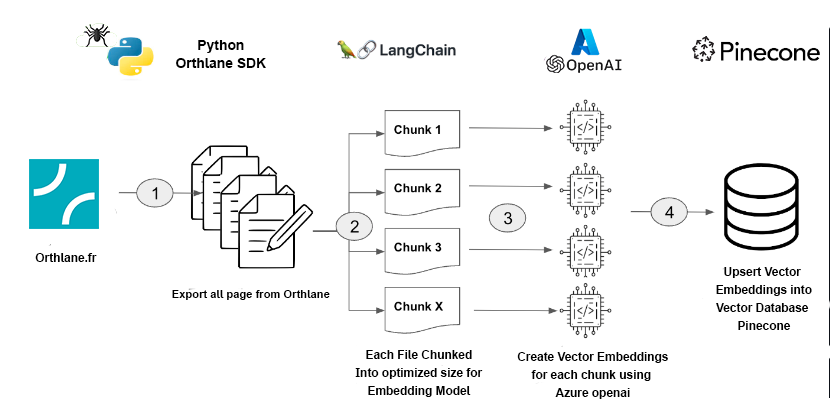 Python
Orthlane SDK
LangChain
OpenAI
Pinecone
Chunk 1
Chunk 2
Chunk 3
Chunk X
1
2
3
4
</>
</>
</>
</>
Orthlane.fr
Export all page from Orthlane
Each File Chunked
Into optimized size for
Embedding Model
Create Vector Embeddings
for each chunk using
Azure openai
Upsert Vector
Embeddings into
Vector Database
Pinecone